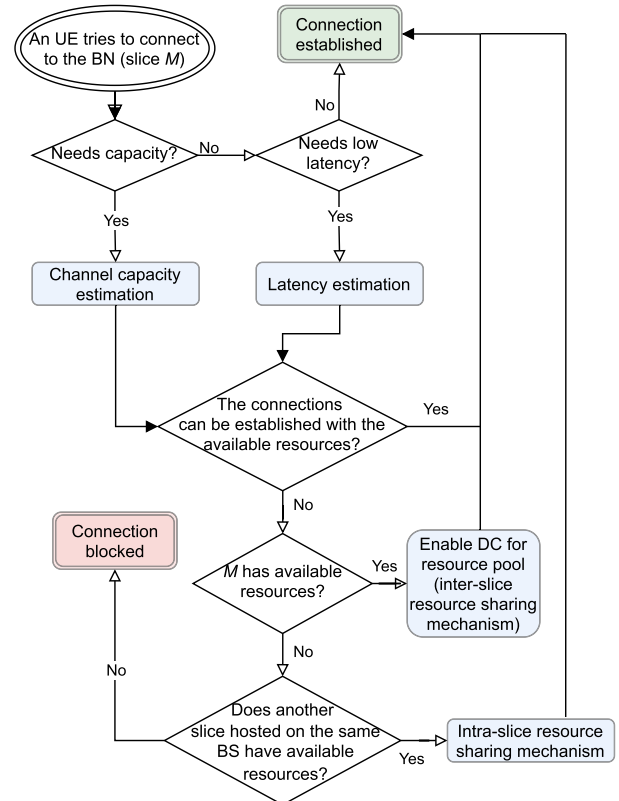 An UE tries to connect
to the BN (slice M)
Connection
established
No
Needs capacity?
No
Needs low
latency?
Yes
Yes
Channel capacity
estimation
Latency estimation
The connections
can be established with the
available resources?
Yes
No
Connection
blocked
M has available
resources?
Yes
Enable DC for
resource pool
(inter-slice
resource sharing
mechanism)
No
No
Does another
slice hosted on the same
BS have available
resources?
Yes
Intra-slice resource
sharing mechanism